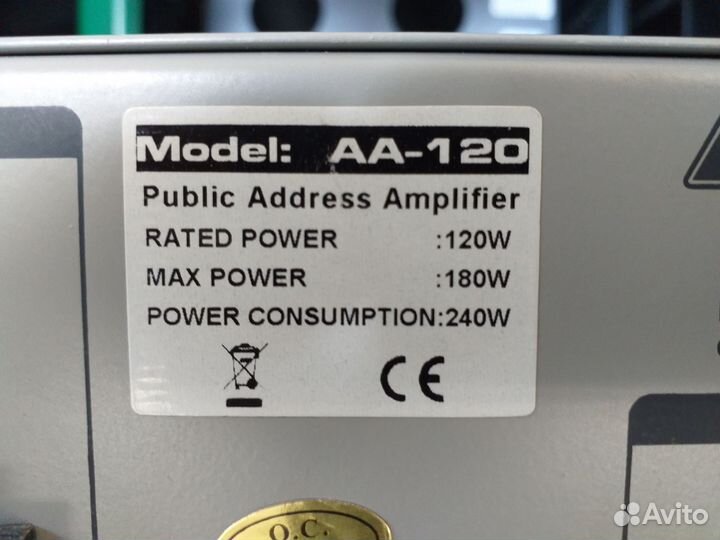 Model: AA-120
Public Address Amplifier
RATED POWER :120W
MAX POWER :180W
POWER CONSUMPTION:240W
CE
Q.C.
Avito